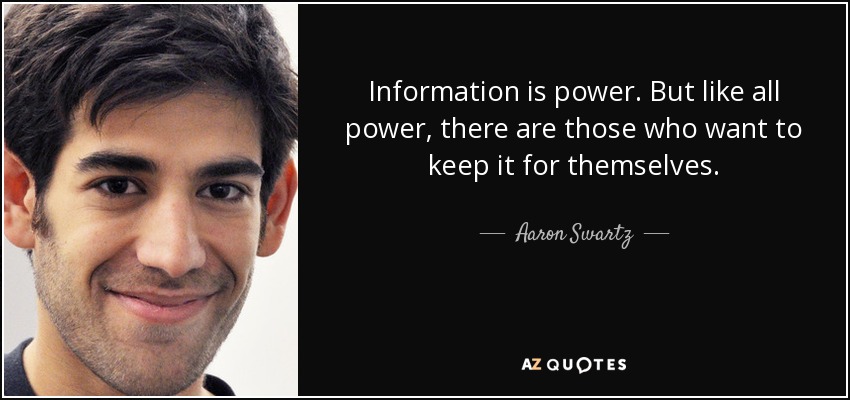 Information is power. But like all
power, there are those who want to
keep it for themselves.
Aaron Swartz
AZ QUOTES